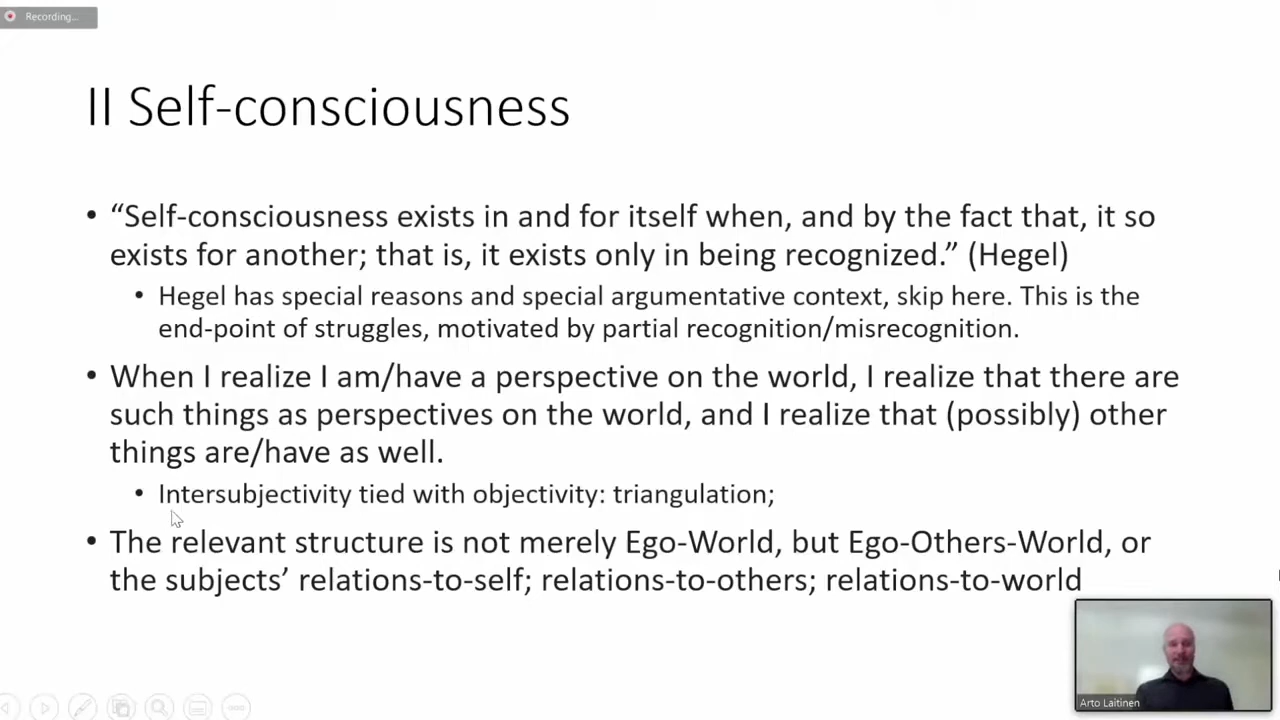 Recording...
II Self-consciousness
• “Self-consciousness exists in and for itself when, and by the fact that, it so
exists for another; that is, it exists only in being recognized.” (Hegel)
• Hegel has special reasons and special argumentative context, skip here. This is the
end-point of struggles, motivated by partial recognition/misrecognition.
• When I realize I am/have a perspective on the world, I realize that there are
such things as perspectives on the world, and I realize that (possibly) other
things are/have as well.
• Intersubjectivity tied with objectivity: triangulation;
• The relevant structure is not merely Ego-World, but Ego-Others-World, or
the subjects’ relations-to-self; relations-to-others; relations-to-world
Arto Laitinen